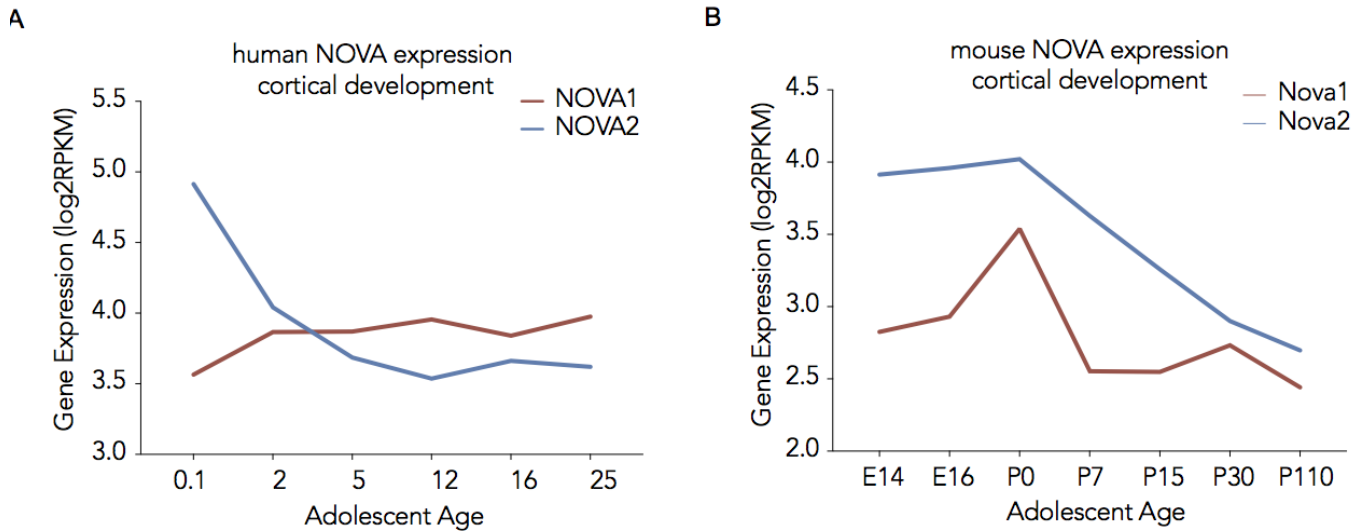 A
human NOVA expression
cortical development
NOVA1
NOVA2
Gene Expression (log2RPKM)
5.5
5.0
4.5
4.0
3.5
3.0
0.1 2 5 12 16 25
Adolescent Age
B
mouse NOVA expression
cortical development
Nova1
Nova2
Gene Expression (log2RPKM)
4.5
4.0
3.5
3.0
2.5
2.0
E14 E16 P0 P7 P15 P30 P110
Adolescent Age